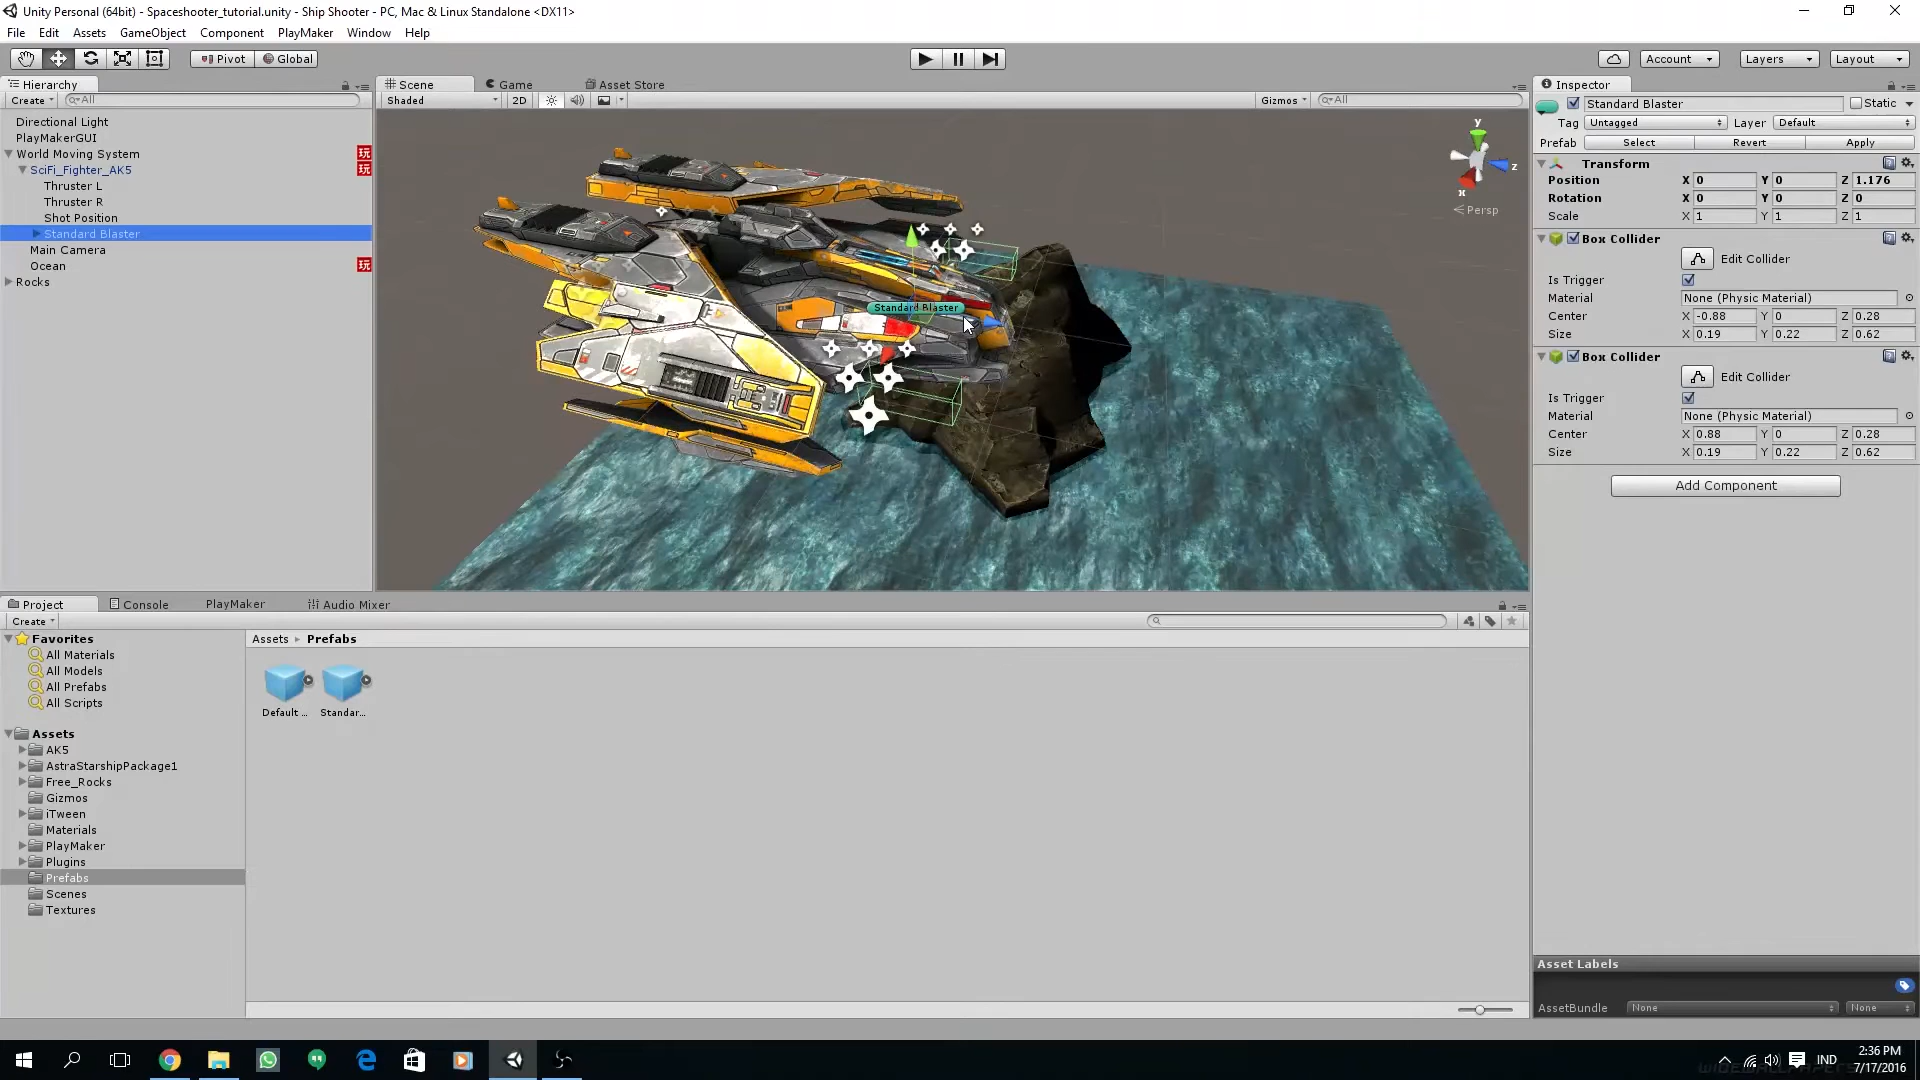 Unity Personal (64bit) - Spaceshooter_tutorial.unity - Ship Shooter - PC, Mac & Linux Standalone <DX11>
File Edit Assets GameObject Component PlayMaker Window Help
Pivot Global Account Layers Layout
Hierarchy
Create All
Directional Light
PlayMakerGUI
World Moving System 玩
SciFi_Fighter_AK5 玩
Thruster L
Thruster R
Shot Position
Standard Blaster
Main Camera
Ocean 玩
Rocks
Scene Game Asset Store
Shaded 2D Gizmos All
y
z
x
Persp
Standard Blaster
Inspector
Standard Blaster Static
Tag Untagged Layer Default
Prefab Select Revert Apply
Transform
Position X 0 Y 0 Z 1.176
Rotation X 0 Y 0 Z 0
Scale X 1 Y 1 Z 1
Box Collider
Edit Collider
Is Trigger
Material None (Physic Material)
Center X -0.88 Y 0 Z 0.28
Size X 0.19 Y 0.22 Z 0.62
Box Collider
Edit Collider
Is Trigger
Material None (Physic Material)
Center X 0.88 Y 0 Z 0.28
Size X 0.19 Y 0.22 Z 0.62
Add Component
Asset Labels
AssetBundle None None
Project Console PlayMaker Audio Mixer
Create
Favorites
All Materials
All Models
All Prefabs
All Scripts
Assets
AK5
AstraStarshipPackage1
Free_Rocks
Gizmos
iTween
Materials
PlayMaker
Plugins
Prefabs
Scenes
Textures
Assets Prefabs
Default ... Standar...
IND
2:36 PM
7/17/2016